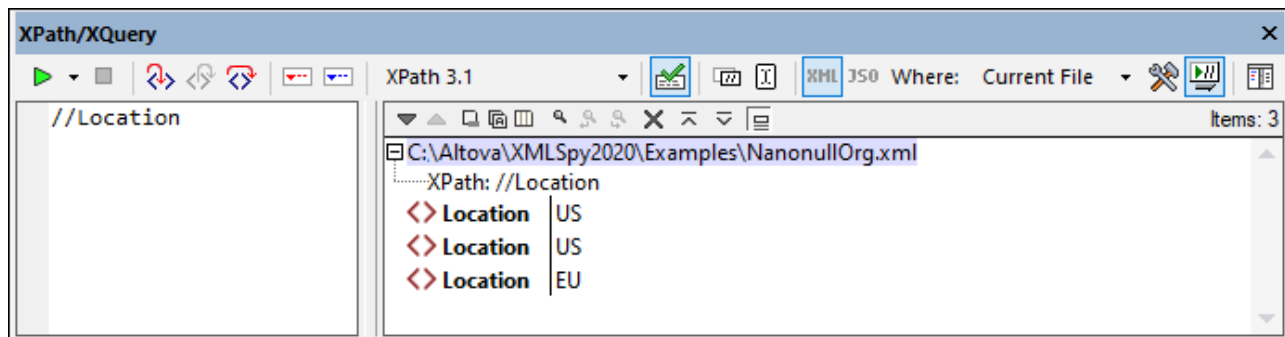 XPath/XQuery
XPath 3.1 XML JSO Where: Current File
//Location
Items: 3
C:\Altova\XMLSpy2020\Examples\NanonullOrg.xml
XPath: //Location
<> Location US
<> Location US
<> Location EU